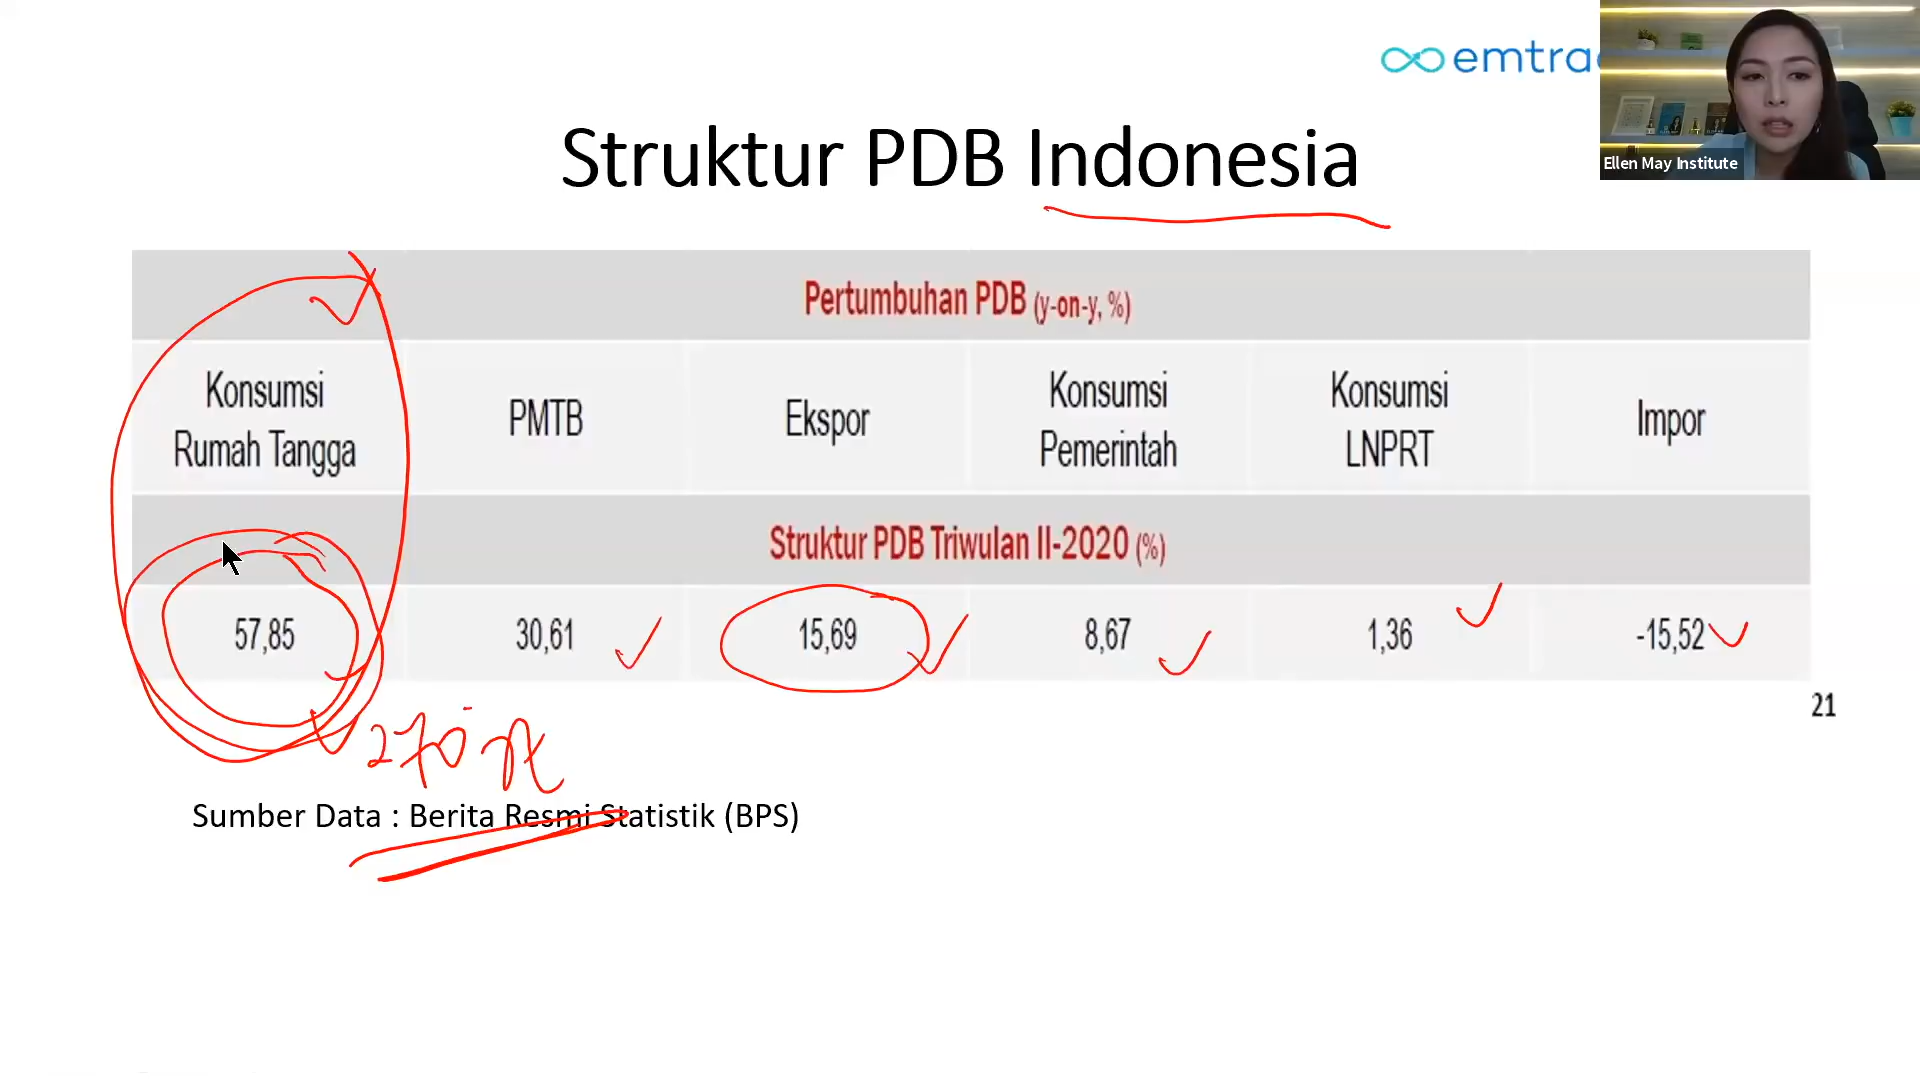 emtra
Ellen May Institute
Struktur PDB Indonesia
Pertumbuhan PDB (y-on-y, %)
Konsumsi Rumah Tangga
PMTB
Ekspor
Konsumsi Pemerintah
Konsumsi LNPRT
Impor
Struktur PDB Triwulan II-2020 (%)
57,85 30,61 15,69 8,67 1,36 -15,52
21
270
Sumber Data : Berita Resmi Statistik (BPS)